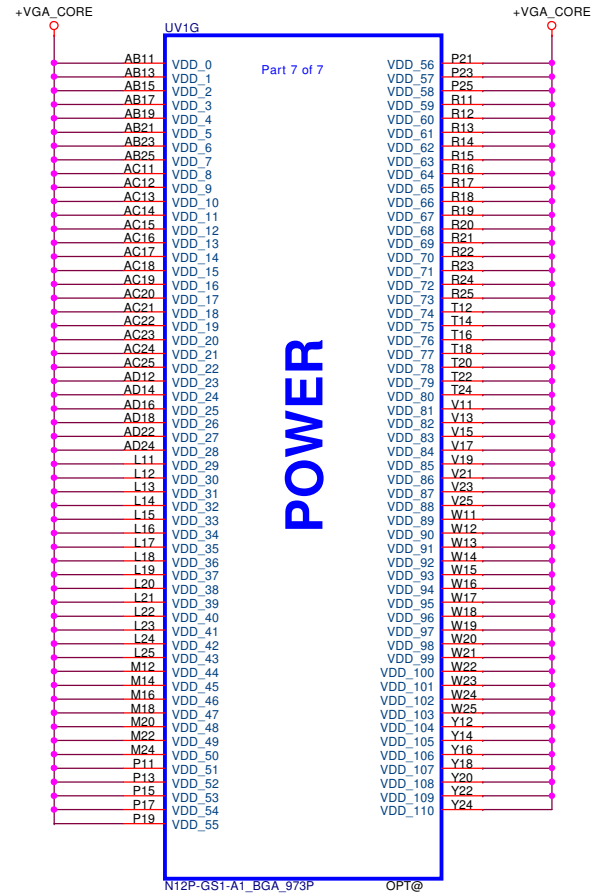 +VGA_CORE +VGA_CORE
UV1G
Part 7 of 7
AB11 VDD_0 VDD_56 P21
AB13 VDD_1 VDD_57 P23
AB15 VDD_2 VDD_58 P25
AB17 VDD_3 VDD_59 R11
AB19 VDD_4 VDD_60 R12
AB21 VDD_5 VDD_61 R13
AB23 VDD_6 VDD_62 R14
AB25 VDD_7 VDD_63 R15
AC11 VDD_8 VDD_64 R16
AC12 VDD_9 VDD_65 R17
AC13 VDD_10 VDD_66 R18
AC14 VDD_11 VDD_67 R19
AC15 VDD_12 VDD_68 R20
AC16 VDD_13 VDD_69 R21
AC17 VDD_14 VDD_70 R22
AC18 VDD_15 VDD_71 R23
AC19 VDD_16 VDD_72 R24
AC20 VDD_17 VDD_73 R25
AC21 VDD_18 VDD_74 T12
AC22 VDD_19 VDD_75 T14
AC23 VDD_20 VDD_76 T16
AC24 VDD_21 VDD_77 T18
AC25 VDD_22 VDD_78 T20
AD12 VDD_23 VDD_79 T22
AD14 VDD_24 VDD_80 T24
AD16 VDD_25 VDD_81 V11
AD18 VDD_26 VDD_82 V13
AD22 VDD_27 VDD_83 V15
AD24 VDD_28 VDD_84 V17
L11 VDD_29 VDD_85 V19
L12 VDD_30 VDD_86 V21
L13 VDD_31 VDD_87 V23
L14 VDD_32 VDD_88 V25
L15 VDD_33 VDD_89 W11
L16 VDD_34 VDD_90 W12
L17 VDD_35 VDD_91 W13
L18 VDD_36 VDD_92 W14
L19 VDD_37 VDD_93 W15
L20 VDD_38 VDD_94 W16
L21 VDD_39 VDD_95 W17
L22 VDD_40 VDD_96 W18
L23 VDD_41 VDD_97 W19
L24 VDD_42 VDD_98 W20
L25 VDD_43 VDD_99 W21
M12 VDD_44 VDD_100 W22
M14 VDD_45 VDD_101 W23
M16 VDD_46 VDD_102 W24
M18 VDD_47 VDD_103 W25
M20 VDD_48 VDD_104 Y12
M22 VDD_49 VDD_105 Y14
M24 VDD_50 VDD_106 Y16
P11 VDD_51 VDD_107 Y18
P13 VDD_52 VDD_108 Y20
P15 VDD_53 VDD_109 Y22
P17 VDD_54 VDD_110 Y24
P19 VDD_55
POWER
N12P-GS1-A1_BGA_973P OPT@